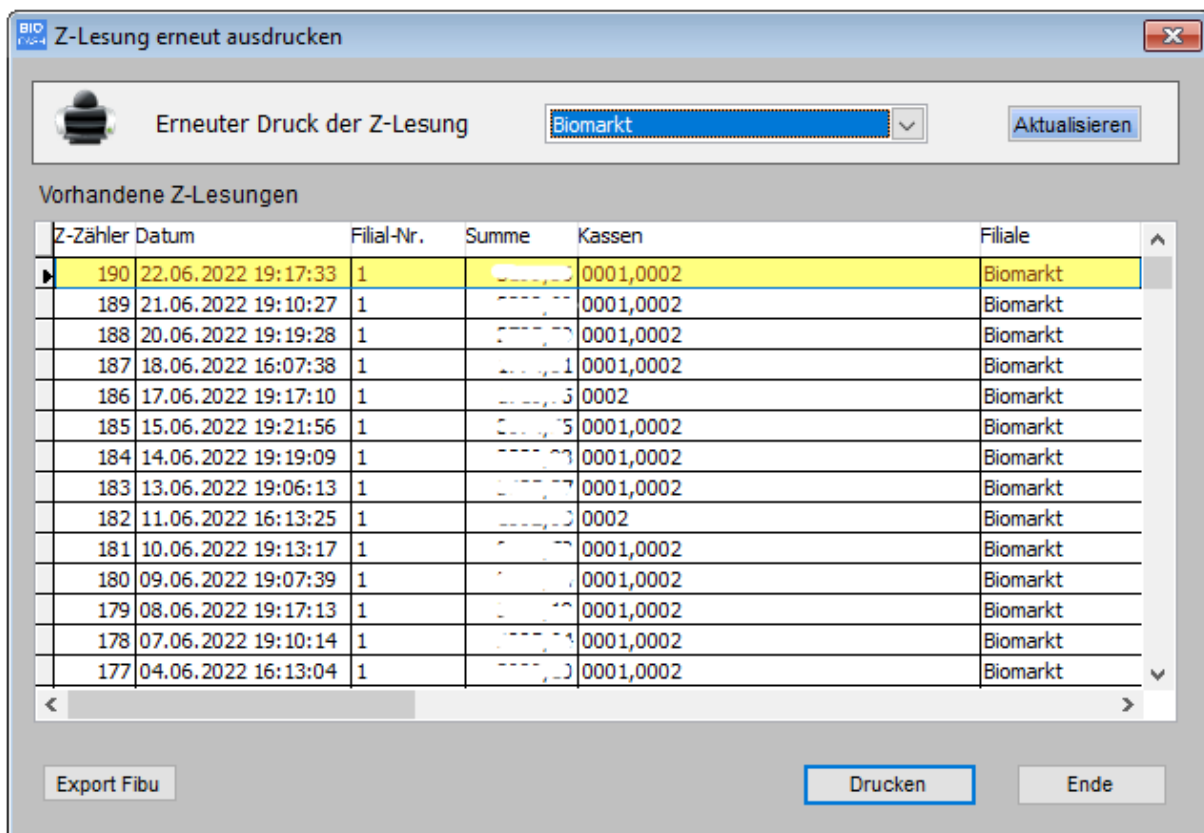 BIO
Z-Lesung erneut ausdrucken
Erneuter Druck der Z-Lesung Biomarkt Aktualisieren
Vorhandene Z-Lesungen
Z-Zähler Datum Filial-Nr. Summe Kassen Filiale
190 22.06.2022 19:17:33 1 0001,0002 Biomarkt
189 21.06.2022 19:10:27 1 0001,0002 Biomarkt
188 20.06.2022 19:19:28 1 0001,0002 Biomarkt
187 18.06.2022 16:07:38 1 0001,0002 Biomarkt
186 17.06.2022 19:17:10 1 0002 Biomarkt
185 15.06.2022 19:21:56 1 0001,0002 Biomarkt
184 14.06.2022 19:19:09 1 0001,0002 Biomarkt
183 13.06.2022 19:06:13 1 0001,0002 Biomarkt
182 11.06.2022 16:13:25 1 0002 Biomarkt
181 10.06.2022 19:13:17 1 0001,0002 Biomarkt
180 09.06.2022 19:07:39 1 0001,0002 Biomarkt
179 08.06.2022 19:17:13 1 0001,0002 Biomarkt
178 07.06.2022 19:10:14 1 0001,0002 Biomarkt
177 04.06.2022 16:13:04 1 0001,0002 Biomarkt
Export Fibu Drucken Ende